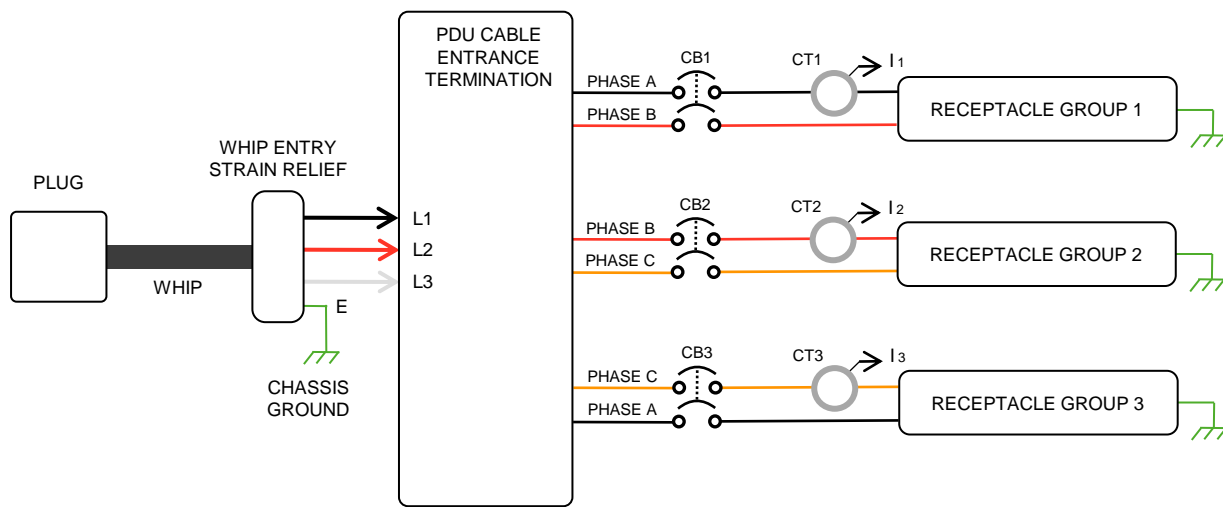 PLUG
WHIP
WHIP ENTRY
STRAIN RELIEF
L1
L2
L3
E
CHASSIS
GROUND
PDU CABLE
ENTRANCE
TERMINATION
PHASE A
PHASE B
CB1
CT1
I1
RECEPTACLE GROUP 1
PHASE B
PHASE C
CB2
CT2
I2
RECEPTACLE GROUP 2
PHASE C
PHASE A
CB3
CT3
I3
RECEPTACLE GROUP 3